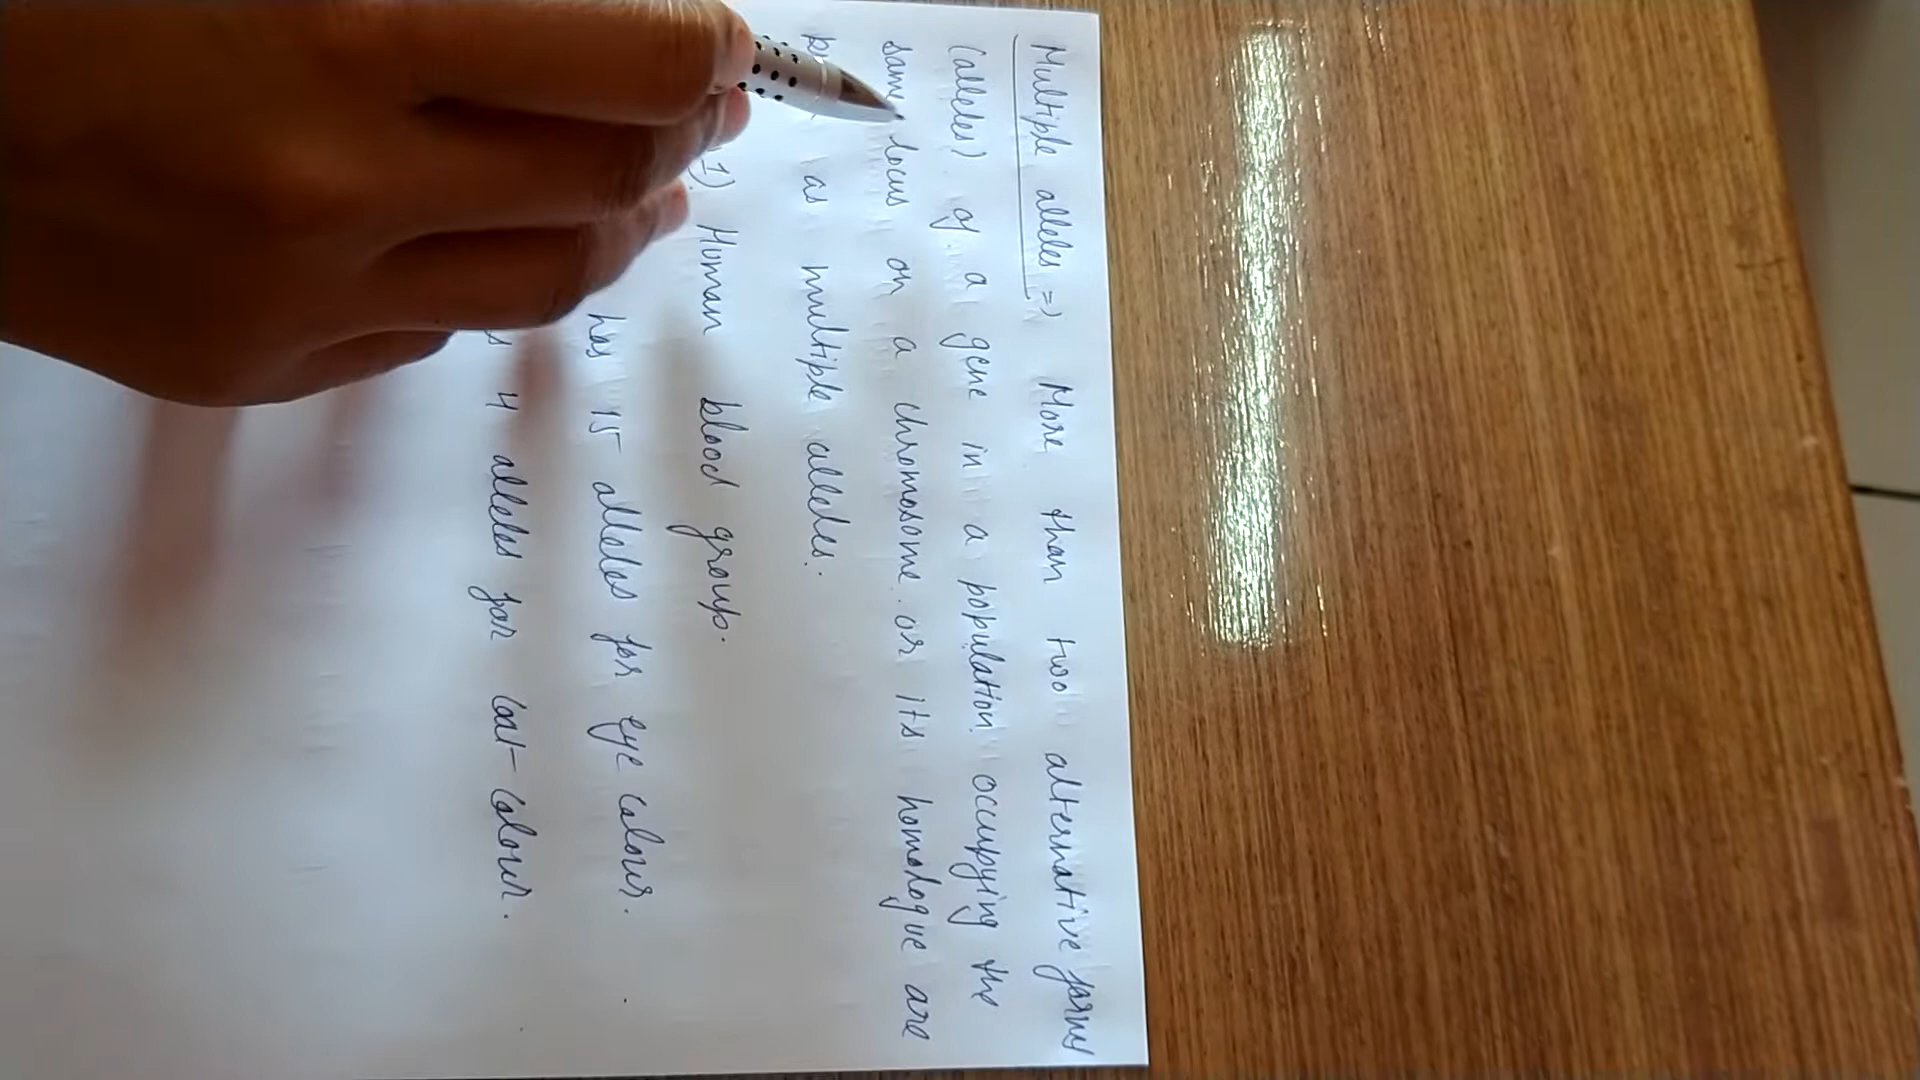 Multiple alleles => More than two alternative forms
(alleles) of a gene in a population occupying the
same locus on a chromosome or its homologue are
as multiple alleles.
1) Human blood group.
has 15 alleles for eye colour.
4 alleles for coat-colour.